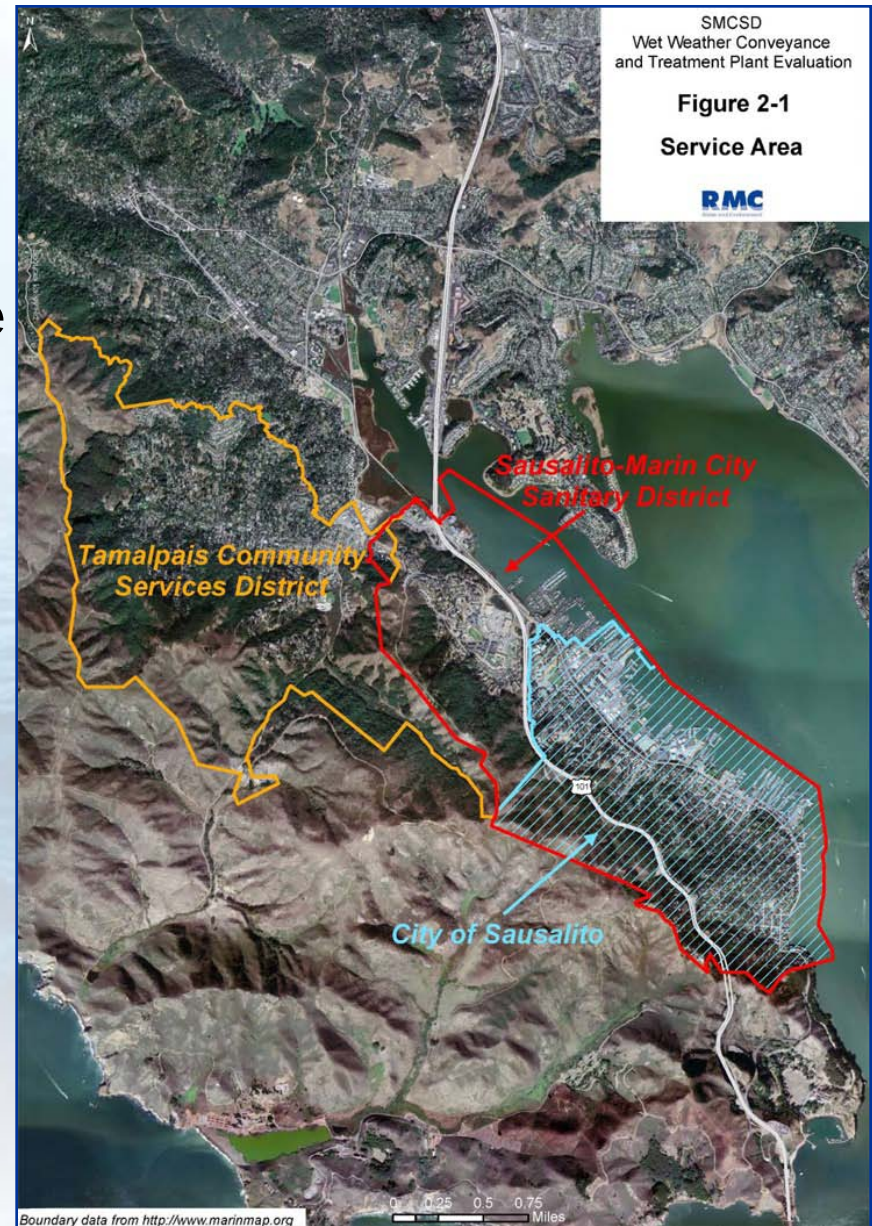 SMCSD
Wet Weather Conveyance
and Treatment Plant Evaluation
Figure 2-1
Service Area
RMC
N
e
Sausalito-Marin City
Sanitary District
Tamalpais Community
Services District
101
City of Sausalito
0 0.25 0.5 0.75
Miles
Boundary data from http://www.marinmap.org